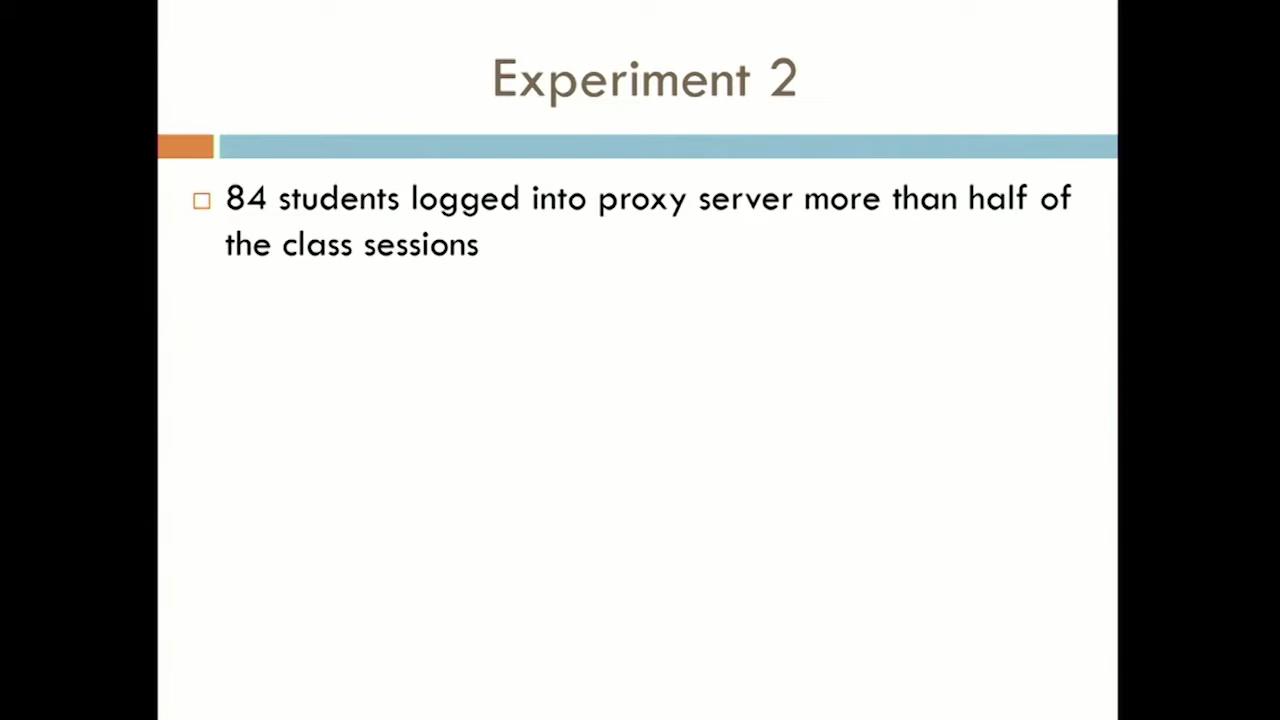 Experiment 2
84 students logged into proxy server more than half of
the class sessions